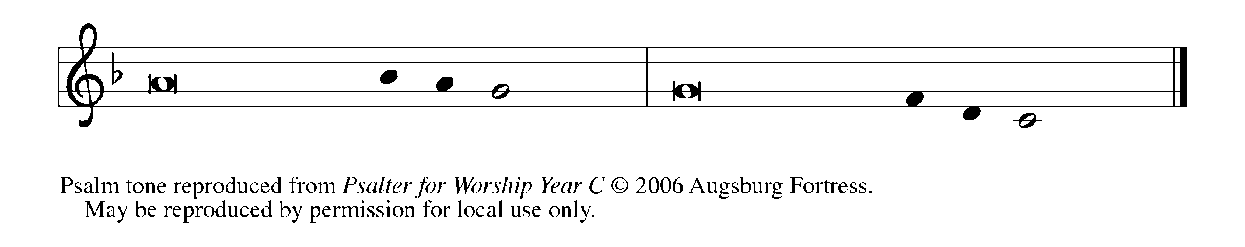 Psalm tone reproduced from Psalter for Worship Year C © 2006 Augsburg Fortress.
May be reproduced by permission for local use only.